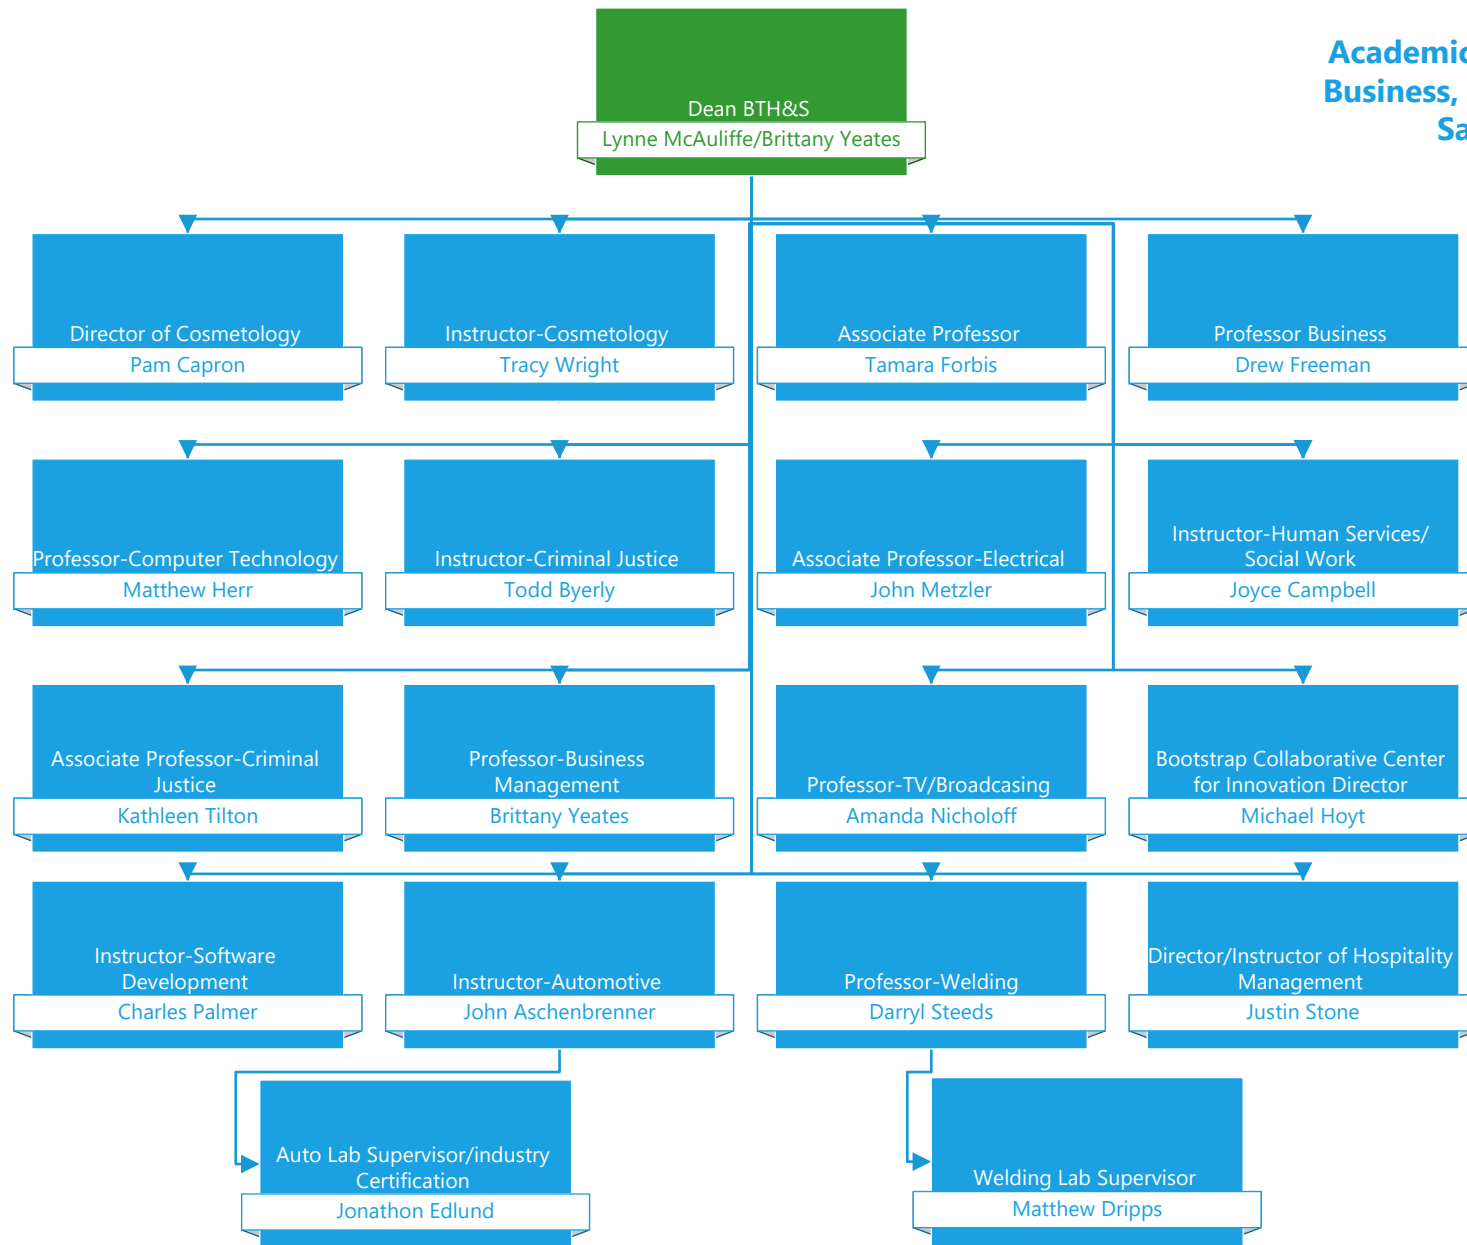 Business,
Dean BTH&S
Lynne McAuliffe/Brittany Yeates
Director of Cosmetology
Pam Capron
Instructor-Cosmetology
Tracy Wright
Associate Professor
Tamara Forbis
Professor Business
Drew Freeman
Professor-Computer Technology
Matthew Herr
Instructor-Criminal Justice
Todd Byerly
Associate Professor-Electrical
John Metzler
Instructor-Human Services/
Social Work
Joyce Campbell
Associate Professor-Criminal
Justice
Kathleen Tilton
Professor-Business
Management
Brittany Yeates
Professor-TV/Broadcasing
Amanda Nicholoff
Bootstrap Collaborative Center
for Innovation Director
Michael Hoyt
Instructor-Software
Development
Charles Palmer
Instructor-Automotive
John Aschenbrenner
Professor-Welding
Darryl Steeds
Director/Instructor of Hospitality
Management
Justin Stone
Auto Lab Supervisor/industry
Certification
Jonathon Edlund
Welding Lab Supervisor
Matthew Dripps